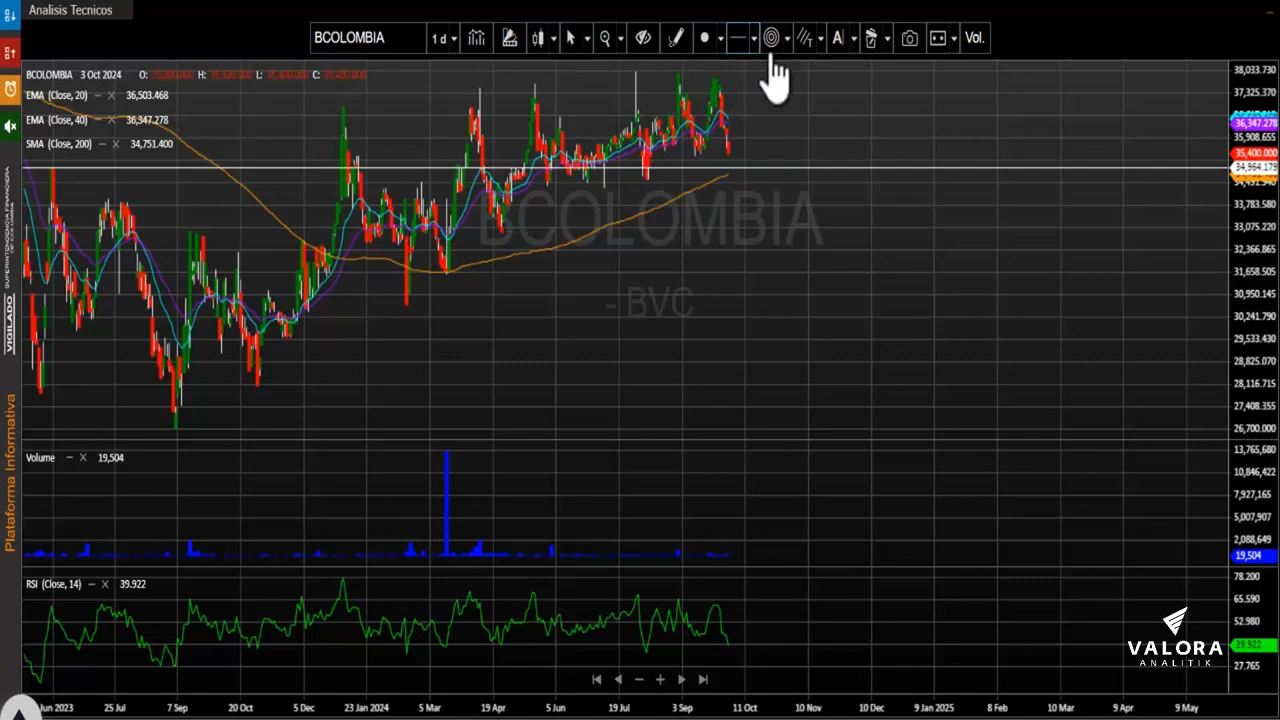 Analisis Tecnicos
BCOLOMBIA
1 d
A
Vol.
BCOLOMBIA 3 Oct 2024 O: H: L: C:
EMA (Close, 20) 36,503.468
EMA (Close, 40) 36,347.278
SMA (Close, 200) 34,751.400
BCOLOMBIA
- BVC
38,033.730
37,325.370
36,347.278
35,908.655
35,400.000
34,964.179
33,783.580
33,075.220
32,366.865
31,658.505
30,950.145
30,241.790
29,533.430
28,825.070
28,116.715
27,408.355
26,700.000
Volume 19,504
13,765,680
10,846,422
7,927,165
5,007,907
2,088,649
19,504
RSI (Close, 14) 39.922
78.200
65.590
52.980
39.922
27.765
VALORA
ANALITIK
Jun 2023
25 Jul
7 Sep
20 Oct
5 Dec
23 Jan 2024
5 Mar
19 Apr
5 Jun
19 Jul
3 Sep
11 Oct
10 Nov
10 Dec
9 Jan 2025
8 Feb
10 Mar
9 Apr
9 May
VIGILADO
Plataforma Informativa